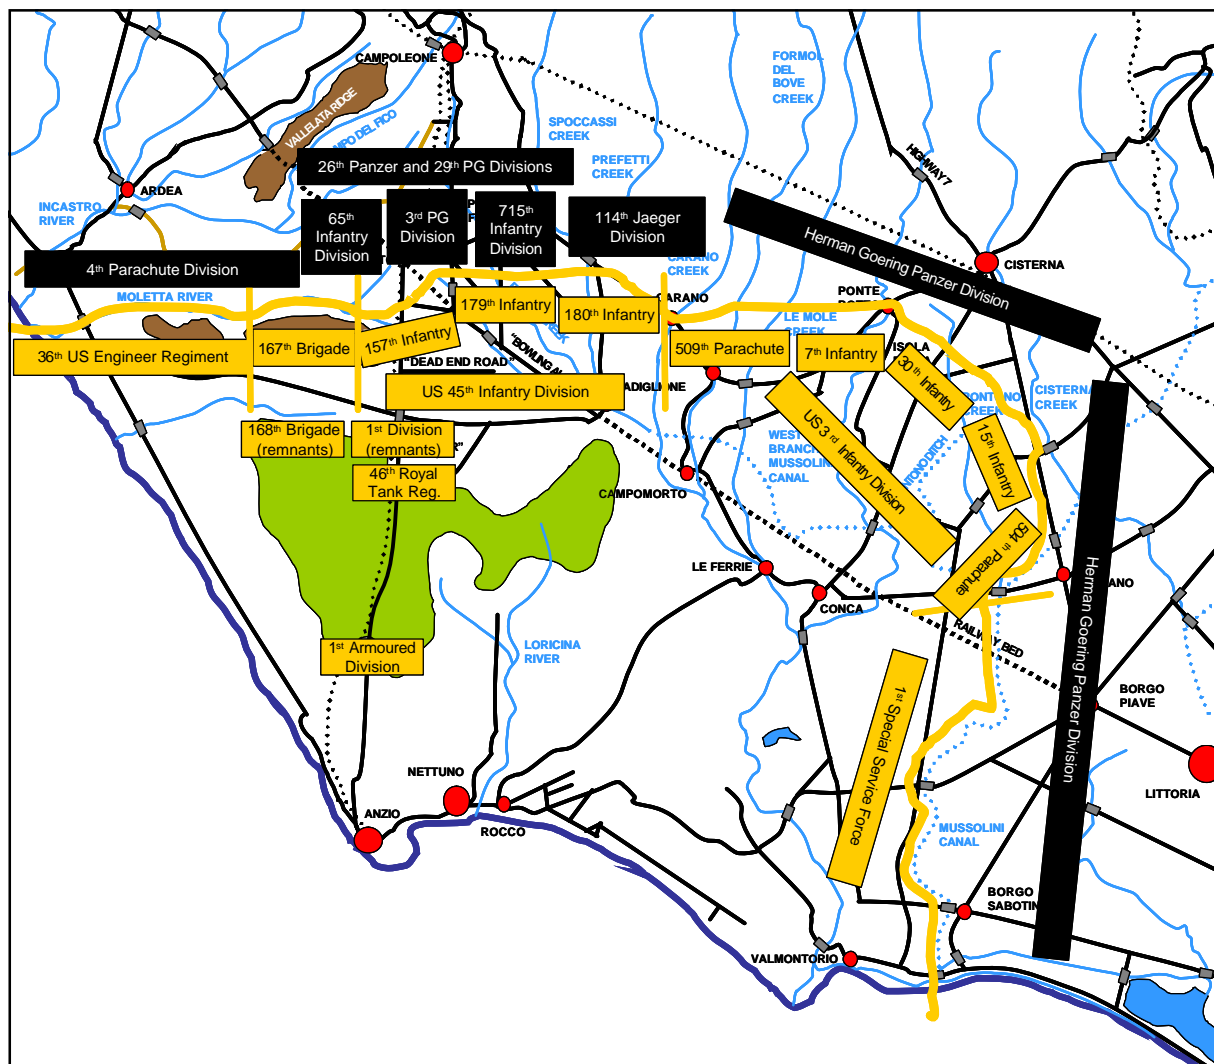 CAMPOLEONE
FORMOL
DEL
BOVE
CREEK
VALLELATA RIDGE
SPOCCASSI
CREEK
PREFETTI
CREEK
HIGHWAY7
26th Panzer and 29th PG Divisions
ARDEA
INCASTRO
RIVER
65th
Infantry
Division
3rd PG
Division
715th
Infantry
Division
114th Jaeger
Division
Herman Goering Panzer Division
CISTERNA
4th Parachute Division
CREEK
MOLETTA RIVER
PONTE
LE MOLE
CREEK
179th Infantry
180th Infantry
36th US Engineer Regiment
167th Brigade
157th Infantry
"DEAD END ROAD"
509th Parachute
7th Infantry
30th Infantry
US 45th Infantry Division
CISTERNA
CREEK
CREEK
168th Brigade
(remnants)
1st Division
(remnants)
46th Royal
Tank Reg.
WEST
BRANCH
MUSSOLINI
CANAL
US 3rd Infantry Division
15th Infantry
CAMPOMORTO
504th Parachute
LE FERRIE
CONCA
RAILWAY BED
Herman Goering Panzer Division
1st Armoured
Division
LORICINA
RIVER
1st Special Service Force
BORGO
PIAVE
NETTUNO
LITTORIA
ANZIO
ROCCO
MUSSOLINI
CANAL
BORGO
VALMONTORIO